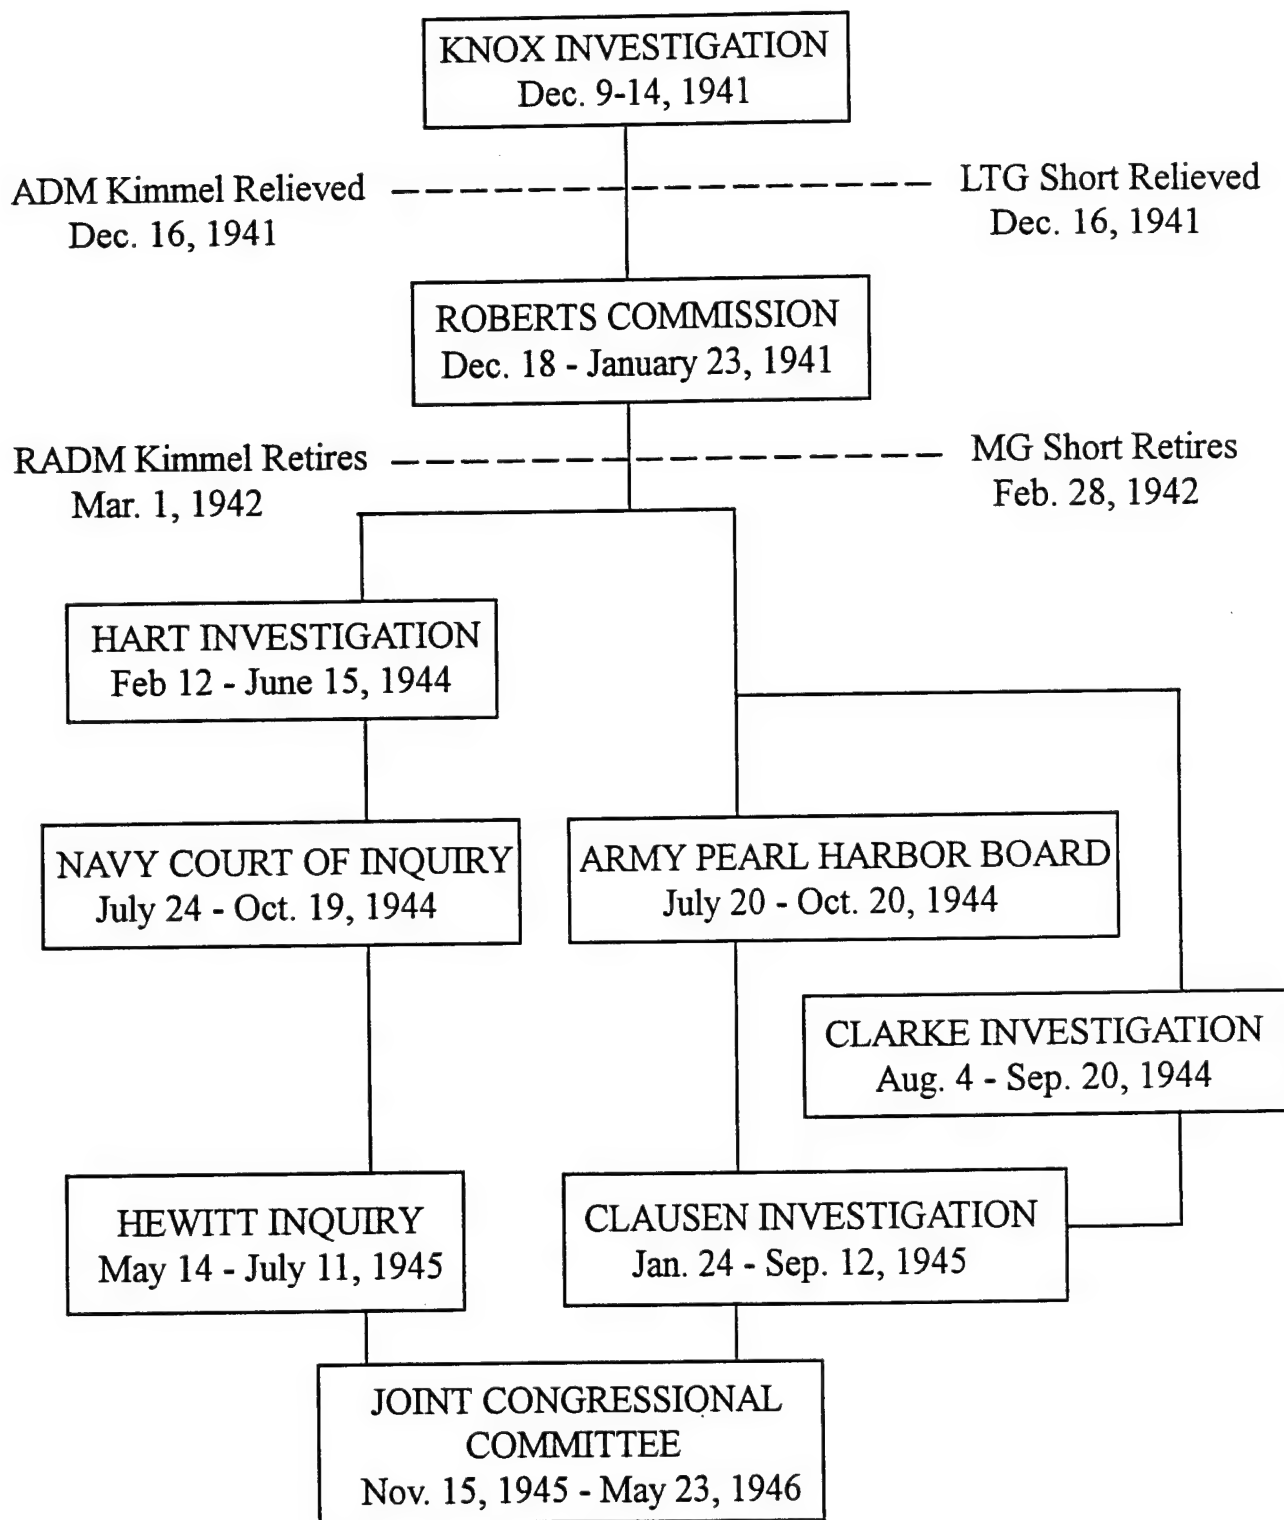 KNOX INVESTIGATION
Dec. 9-14, 1941
ADM Kimmel Relieved
Dec. 16, 1941
LTG Short Relieved
Dec. 16, 1941
ROBERTS COMMISSION
Dec. 18 - January 23, 1941
RADM Kimmel Retires
Mar. 1, 1942
MG Short Retires
Feb. 28, 1942
HART INVESTIGATION
Feb 12 - June 15, 1944
NAVY COURT OF INQUIRY
July 24 - Oct. 19, 1944
ARMY PEARL HARBOR BOARD
July 20 - Oct. 20, 1944
CLARKE INVESTIGATION
Aug. 4 - Sep. 20, 1944
HEWITT INQUIRY
May 14 - July 11, 1945
CLAUSEN INVESTIGATION
Jan. 24 - Sep. 12, 1945
JOINT CONGRESSIONAL
COMMITTEE
Nov. 15, 1945 - May 23, 1946